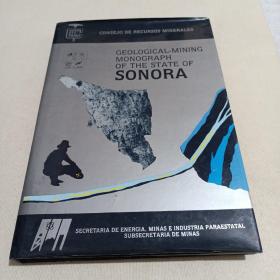 CONSEJO DE RECURSOS MINERALES
GEOLOGICAL-MINING
MONOGRAPH
OF THE STATE OF
SONORA
SECRETARIA DE ENERGIA, MINAS E INDUSTRIA PARAESTATAL
SUBSECRETARIA DE MINAS